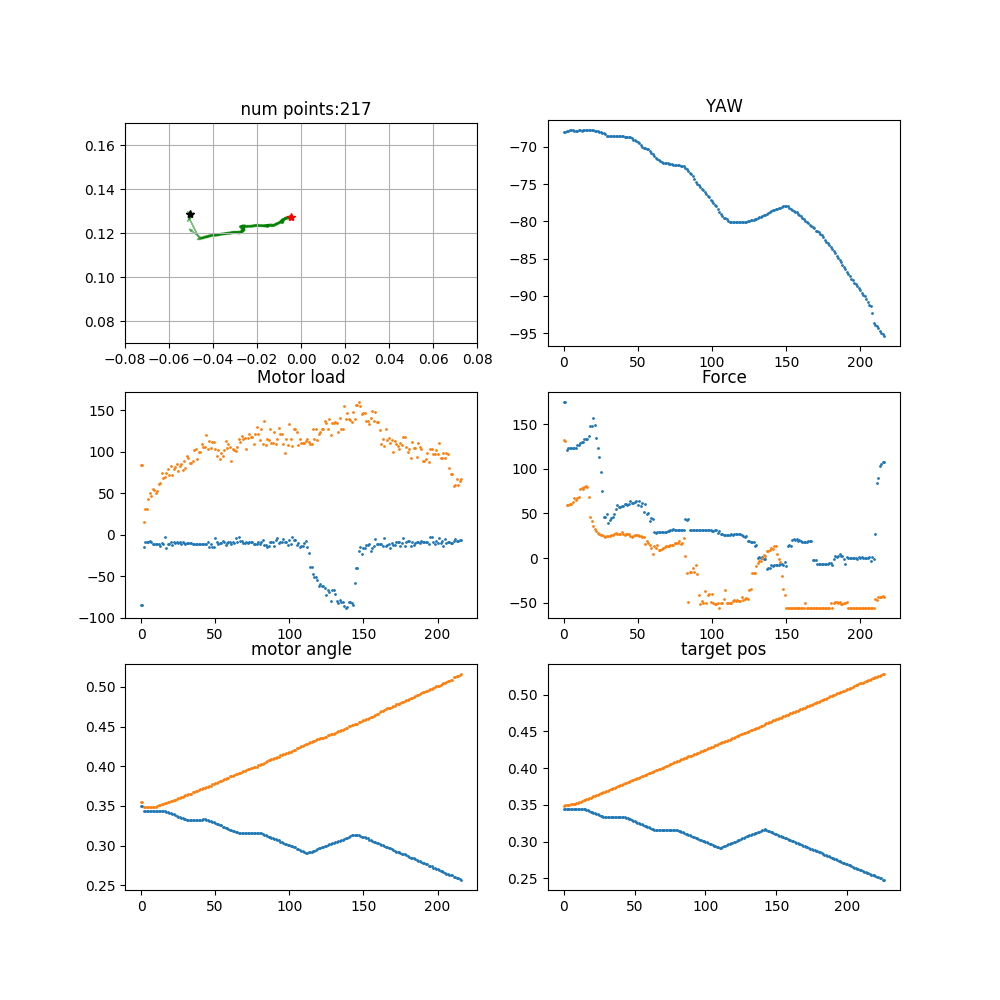 num points:217
0.16
0.14
0.12
0.10
0.08
−0.08 −0.06 −0.04 −0.02 0.00 0.02 0.04 0.06 0.08
YAW
−70
−75
−80
−85
−90
−95
0 50 100 150 200
Motor load
150
100
50
0
−50
−100
0 50 100 150 200
Force
150
100
50
0
−50
0 50 100 150 200
motor angle
0.50
0.45
0.40
0.35
0.30
0.25
0 50 100 150 200
target pos
0.50
0.45
0.40
0.35
0.30
0.25
0 50 100 150 200